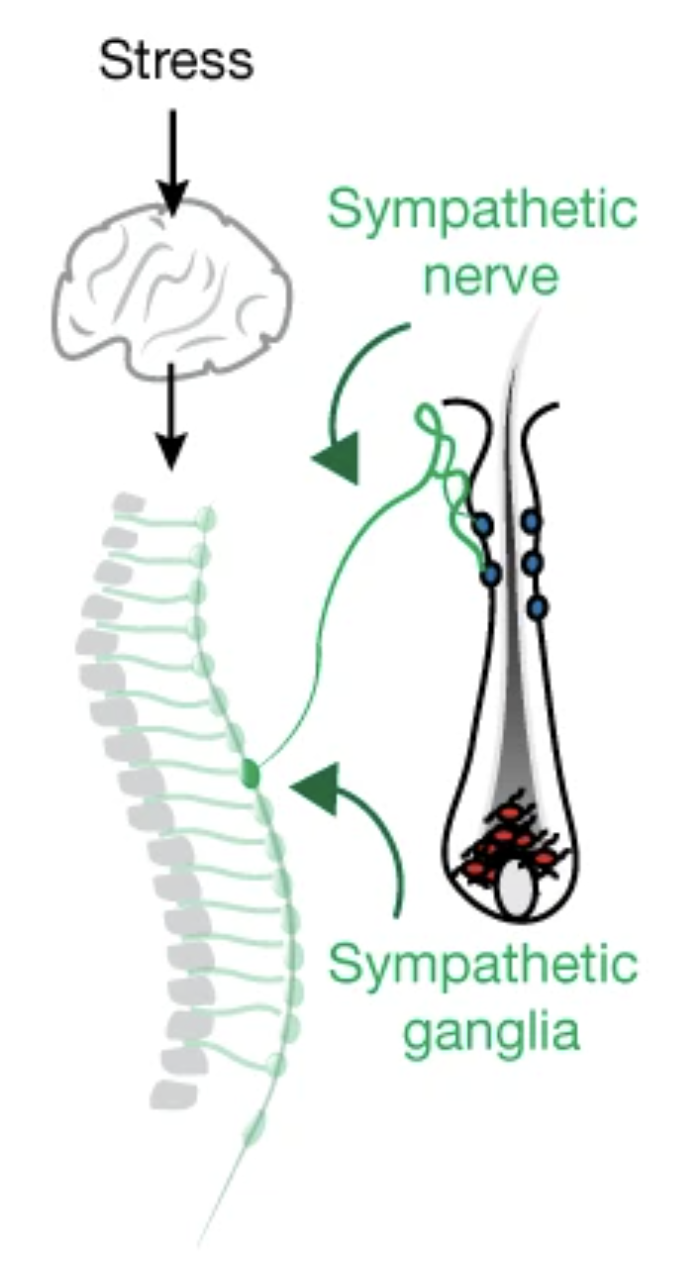 Stress
Sympathetic
nerve
Sympathetic
ganglia